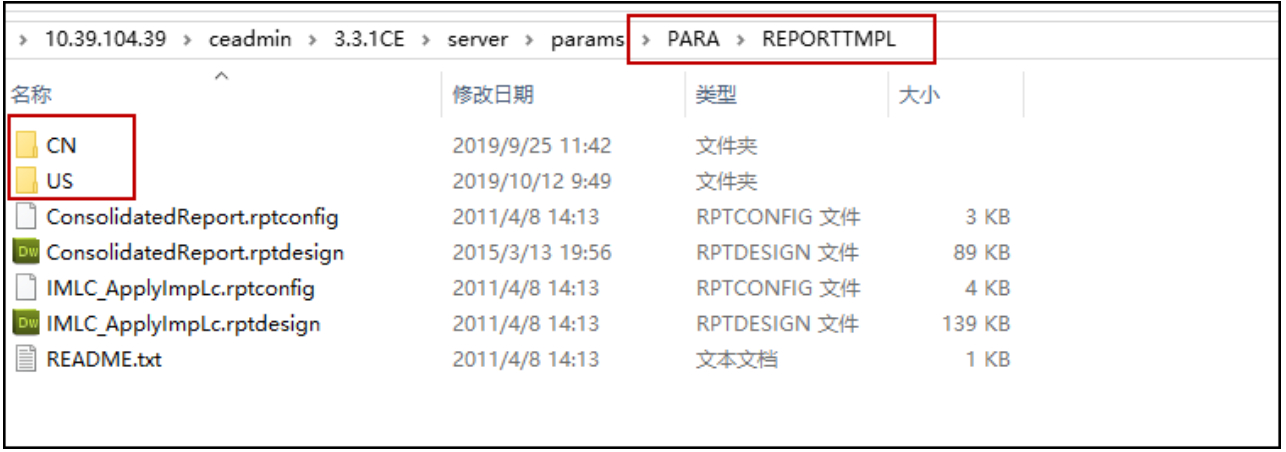 > 10.39.104.39 > ceadmin > 3.3.1CE > server > params > PARA > REPORTTMPL
名称 修改日期 类型 大小
CN 2019/9/25 11:42 文件夹
US 2019/10/12 9:49 文件夹
ConsolidatedReport.rptconfig 2011/4/8 14:13 RPTCONFIG 文件 3 KB
Dw ConsolidatedReport.rptdesign 2015/3/13 19:56 RPTDESIGN 文件 89 KB
IMLC_ApplyImpLc.rptconfig 2011/4/8 14:13 RPTCONFIG 文件 4 KB
Dw IMLC_ApplyImpLc.rptdesign 2011/4/8 14:13 RPTDESIGN 文件 139 KB
README.txt 2011/4/8 14:13 文本文档 1 KB